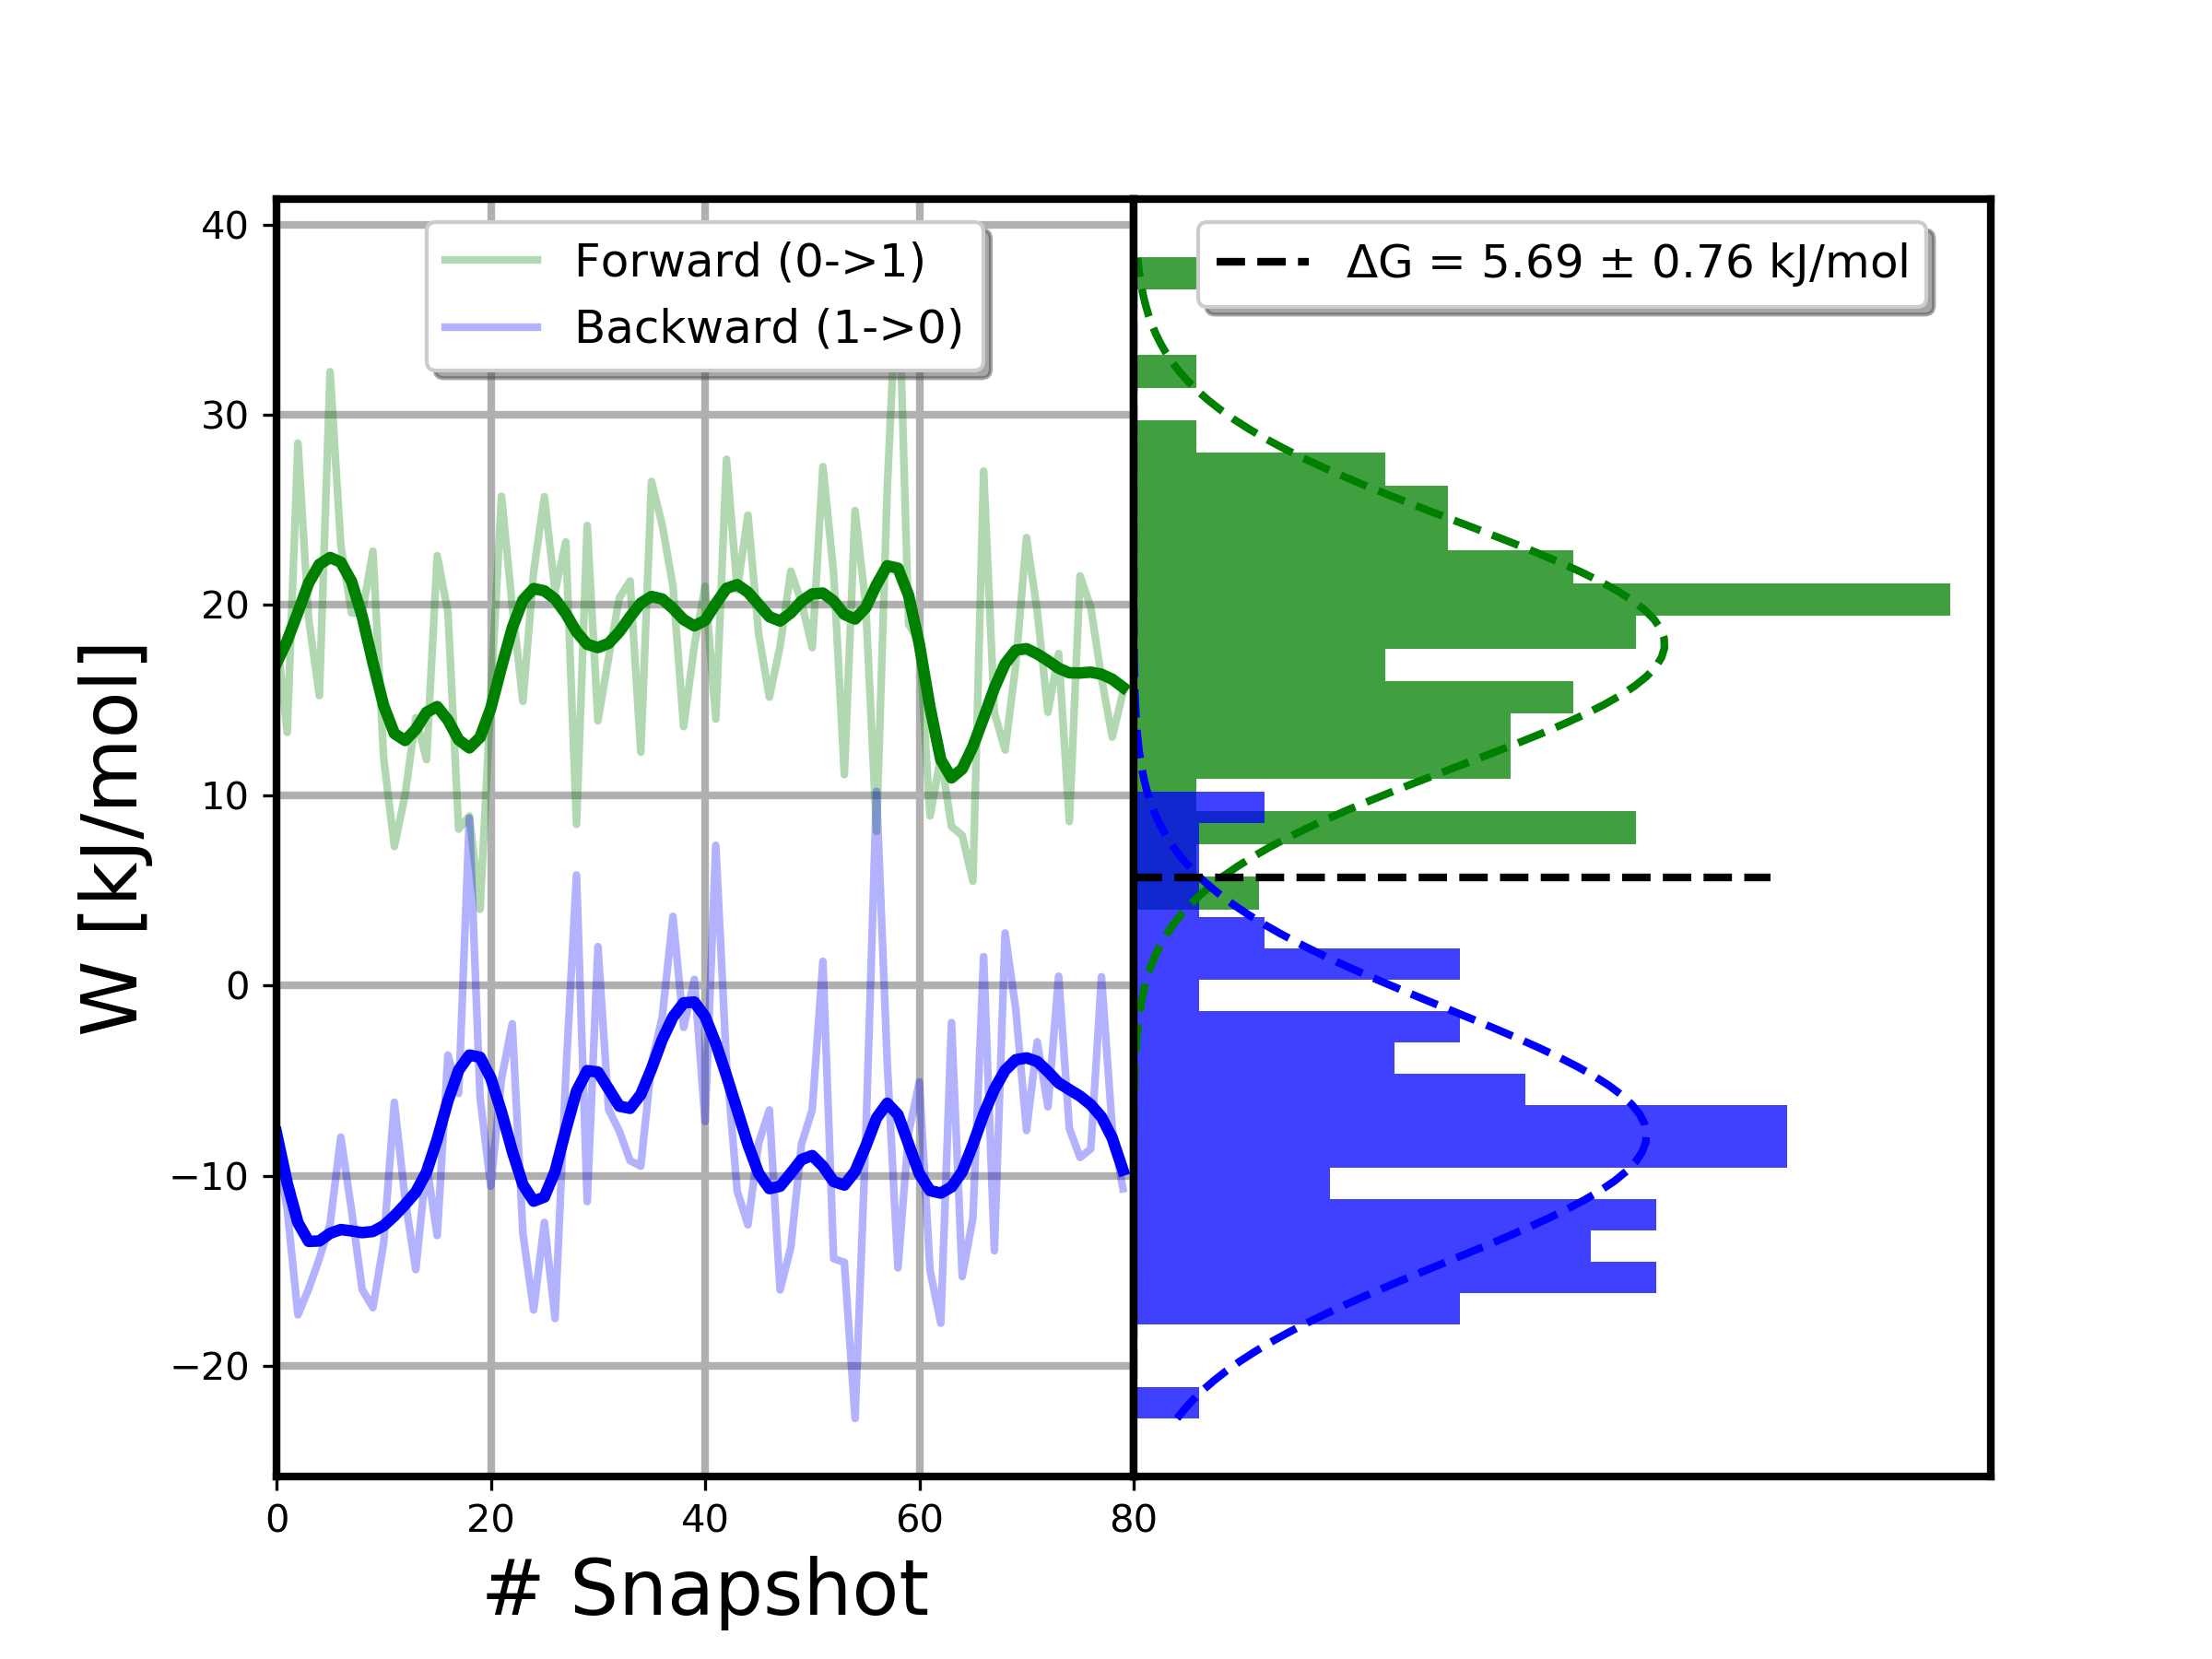 Forward (0->1)
Backward (1->0)
ΔG = 5.69 ± 0.76 kJ/mol
W [kJ/mol]
40
30
20
10
0
−10
−20
0 20 40 60 80
# Snapshot